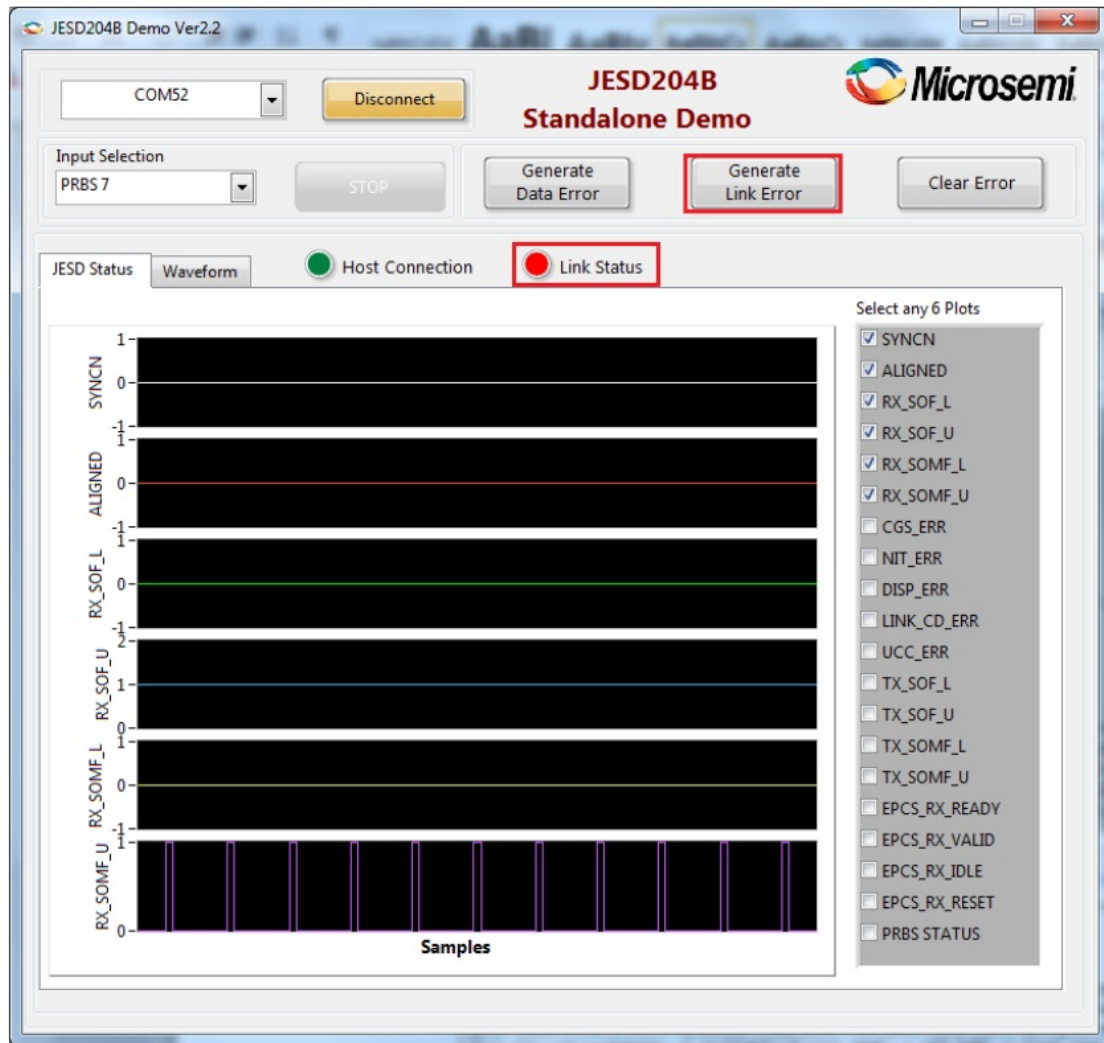 JESD204B Demo Ver2.2
COM52
Disconnect
JESD204B
Standalone Demo
Microsemi
Input Selection
PRBS 7
STOP
Generate
Data Error
Generate
Link Error
Clear Error
JESD Status
Waveform
Host Connection
Link Status
Select any 6 Plots
SYNCN
ALIGNED
RX_SOF_L
RX_SOF_U
RX_SOMF_L
RX_SOMF_U
CGS_ERR
NIT_ERR
DISP_ERR
LINK_CD_ERR
UCC_ERR
TX_SOF_L
TX_SOF_U
TX_SOMF_L
TX_SOMF_U
EPCS_RX_READY
EPCS_RX_VALID
EPCS_RX_IDLE
EPCS_RX_RESET
PRBS STATUS
SYNCN
1
0
-1
ALIGNED
1
0
-1
RX_SOF_L
1
0
-1
RX_SOF_U
2
1
0
RX_SOMF_L
1
0
-1
RX_SOMF_U
1
0
Samples